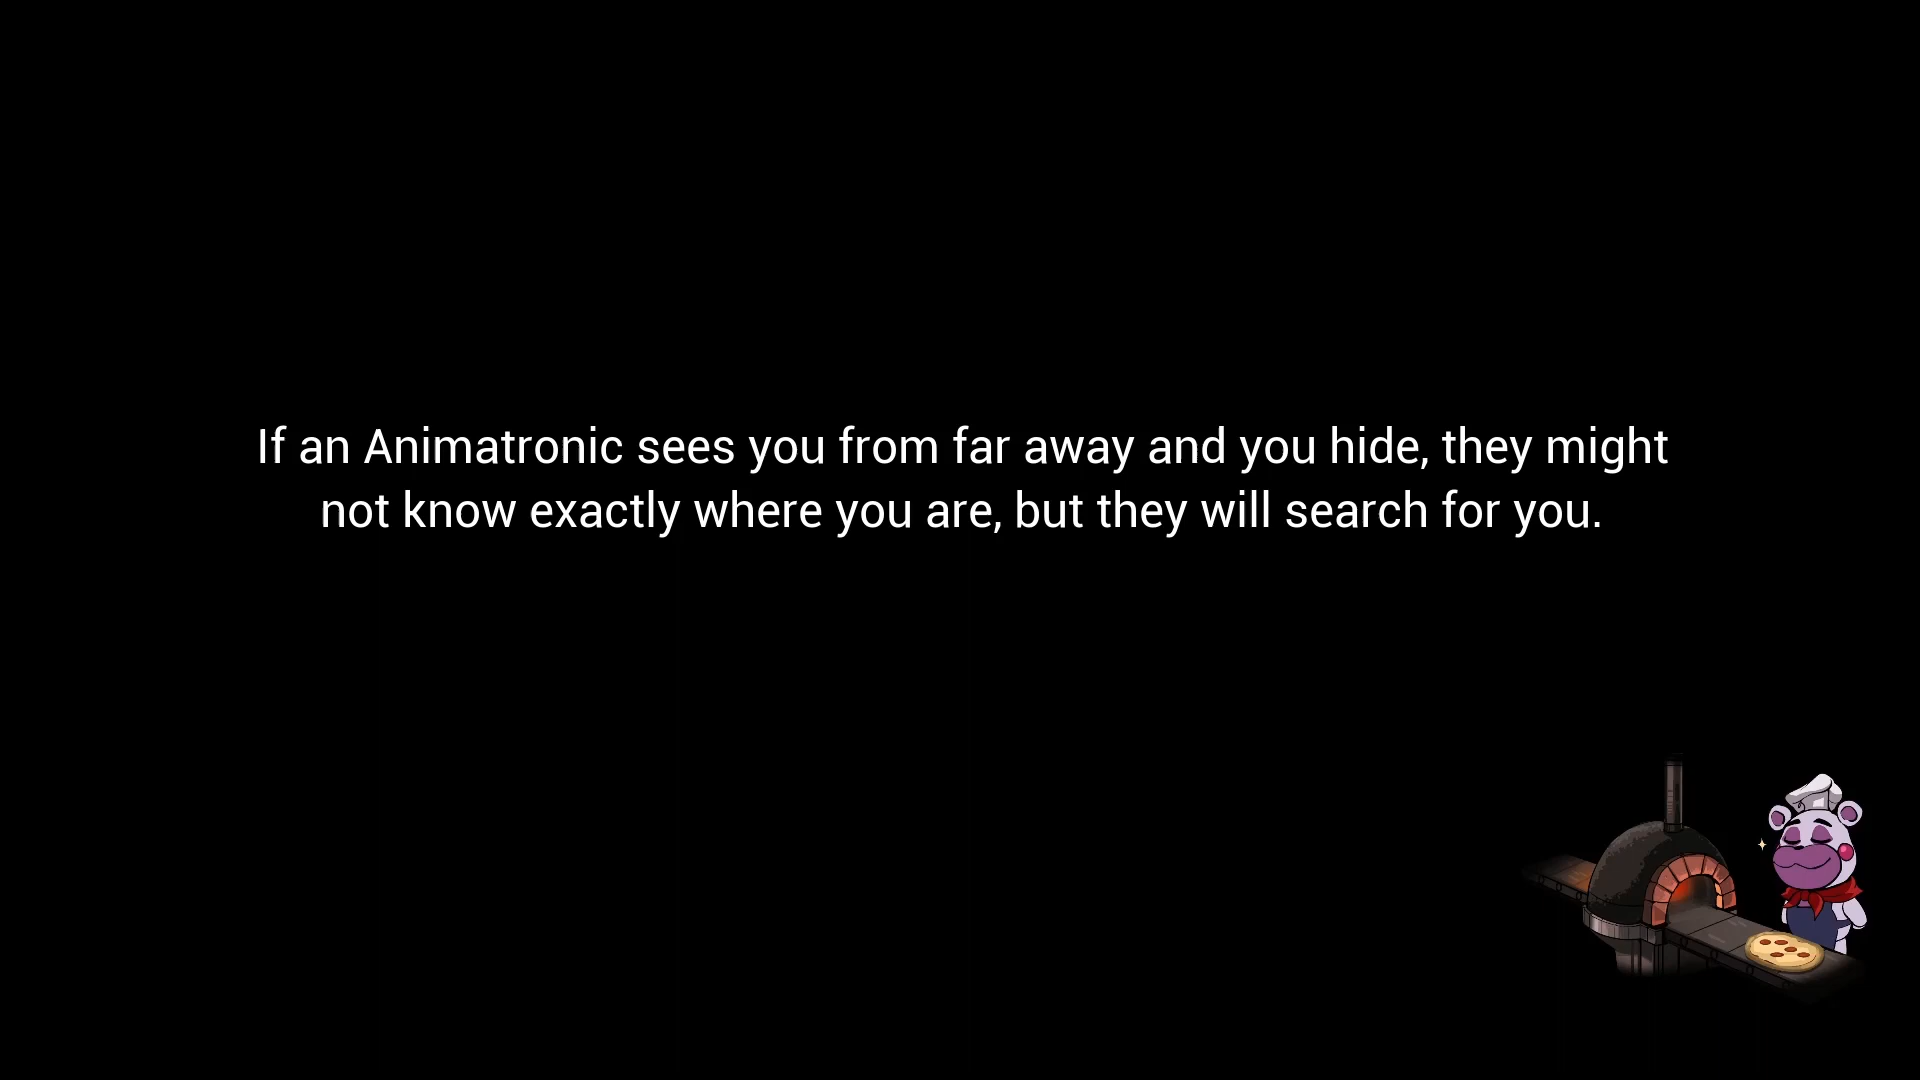 If an Animatronic sees you from far away and you hide, they might
not know exactly where you are, but they will search for you.